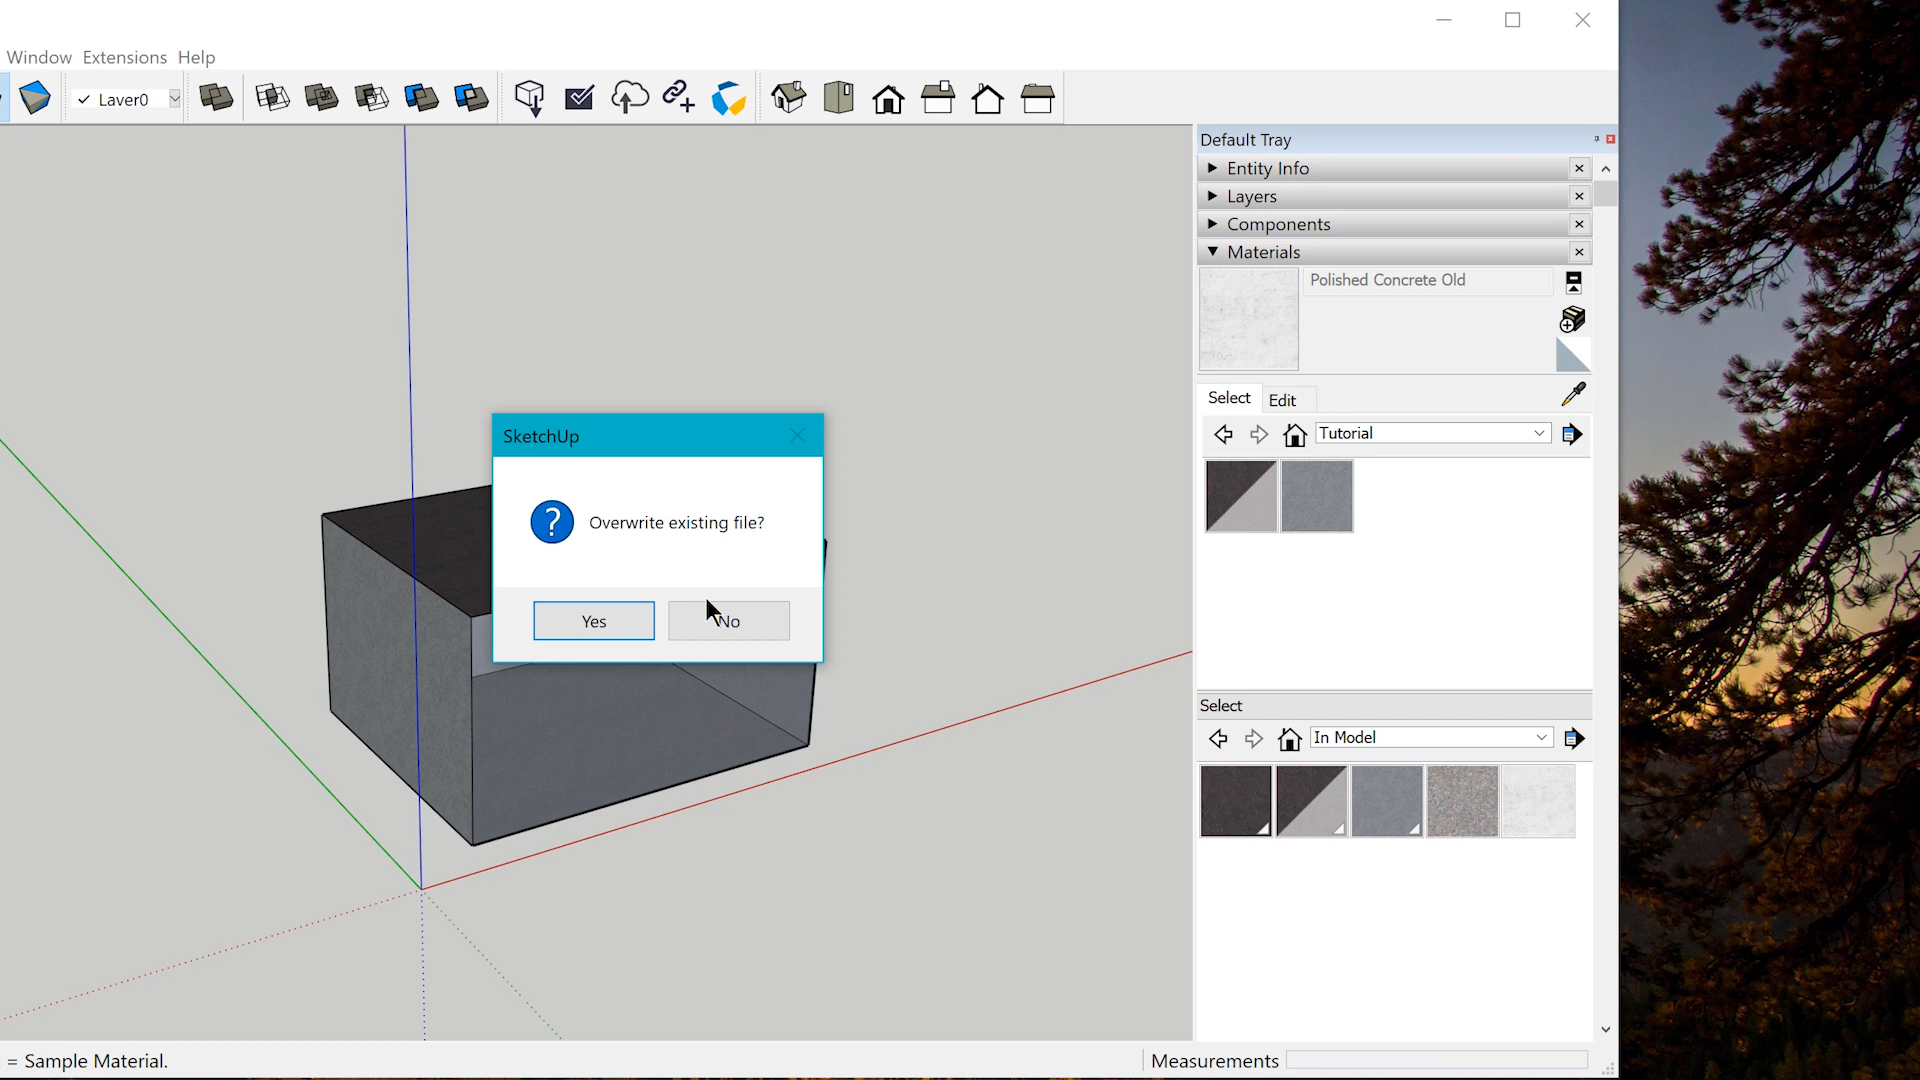 Window Extensions Help
Laver0
Default Tray
Entity Info
Layers
Components
Materials
Polished Concrete Old
Select Edit
Tutorial
SketchUp
Overwrite existing file?
Yes No
Select
In Model
= Sample Material.
Measurements